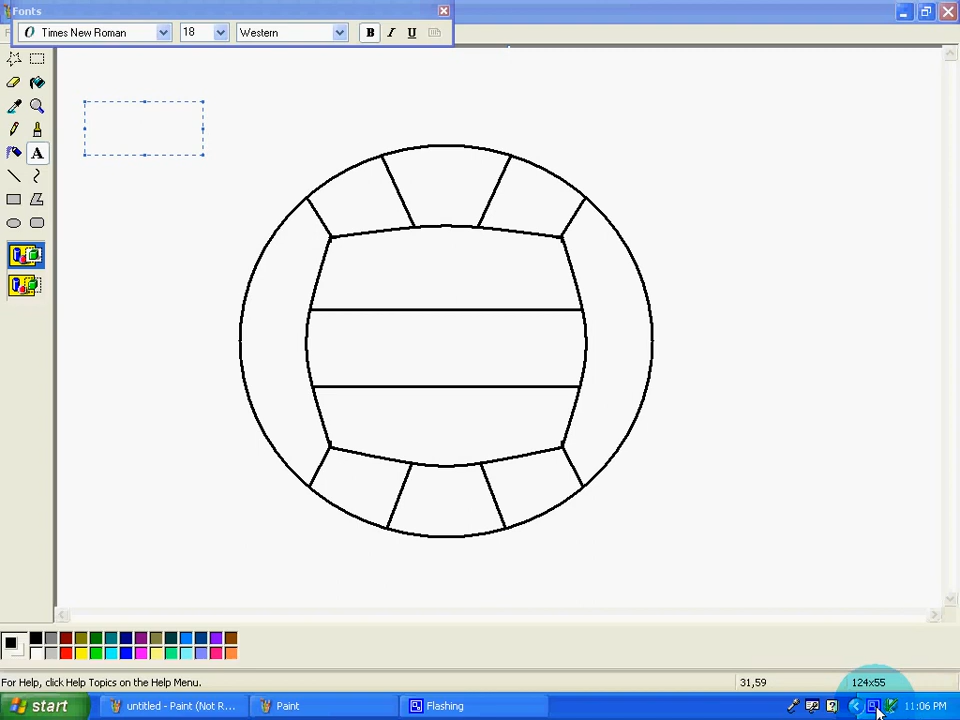 Fonts
Times New Roman 18 Western B I U
A
For Help, click Help Topics on the Help Menu. 31,59 124x55
start untitled - Paint (Not R... Paint Flashing 11:06 PM